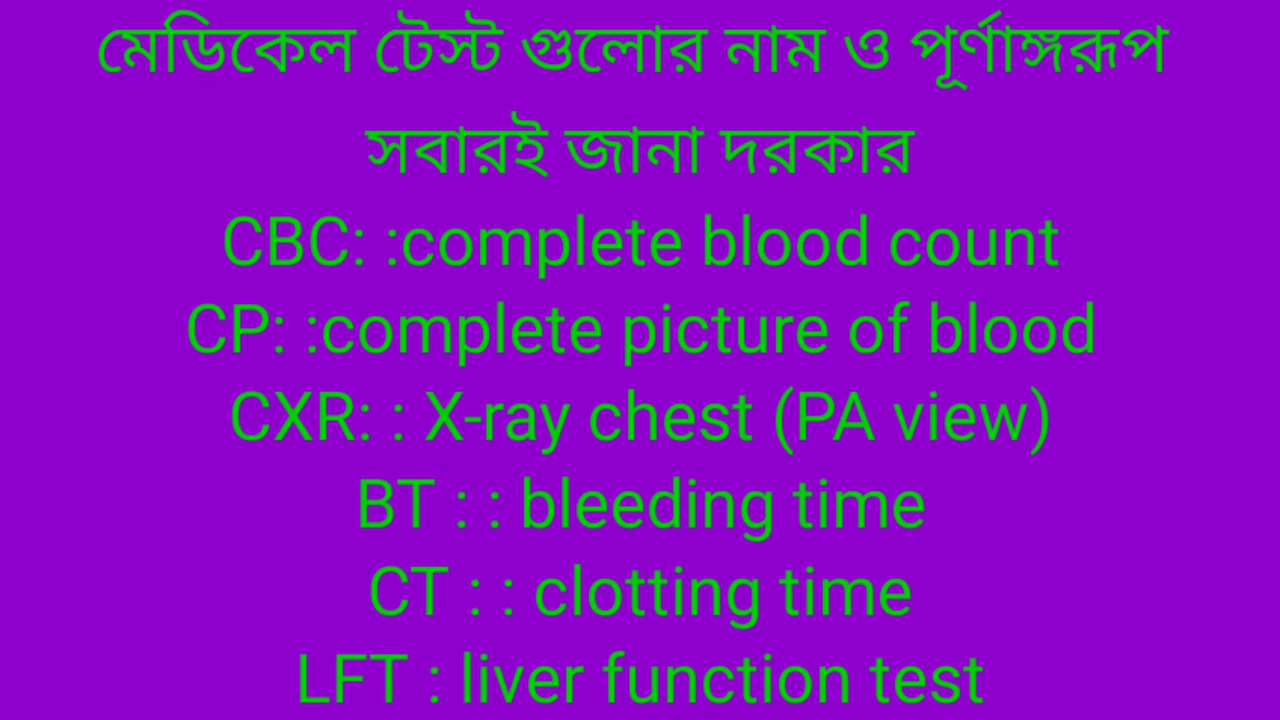 মেডিকেল টেস্ট গুলোর নাম ও পূর্ণাঙ্গরূপ
সবারই জানা দরকার
CBC: :complete blood count
CP: :complete picture of blood
CXR: : X-ray chest (PA view)
BT : : bleeding time
CT : : clotting time
LFT : liver function test